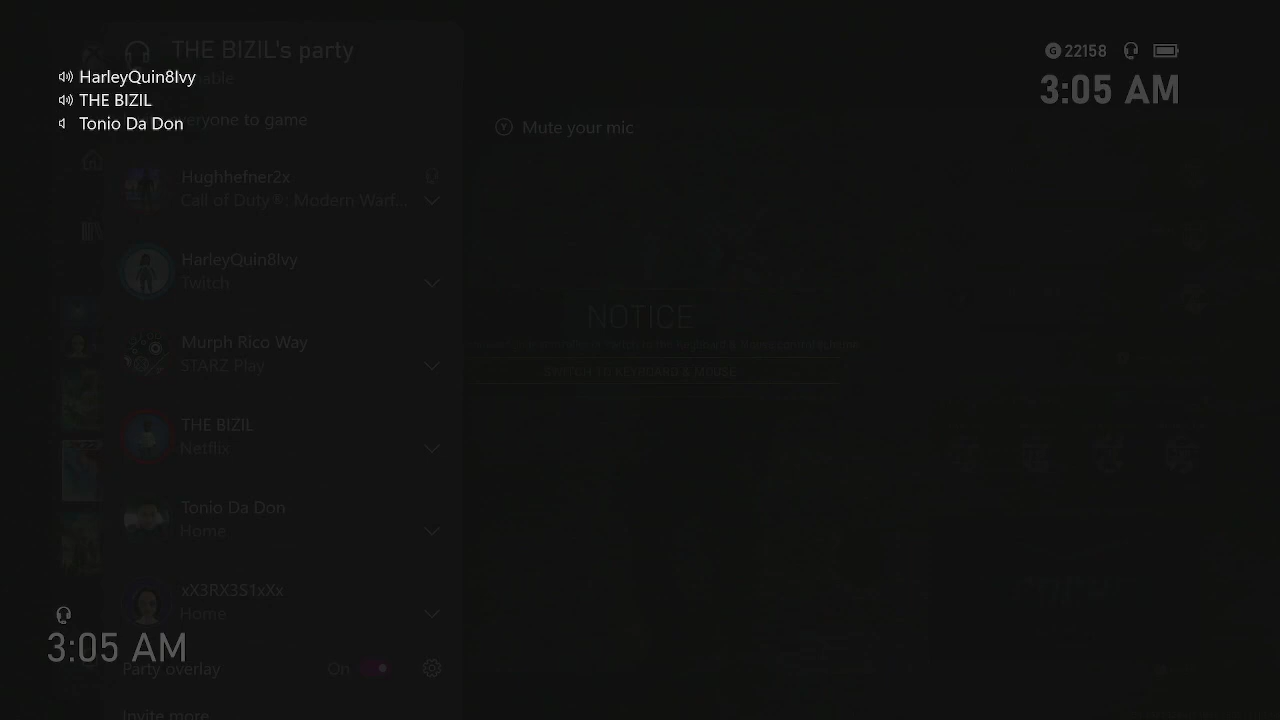 THE BIZIL's party
HarleyQuin8lvy
THE BIZIL
Tonio Da Don
everyone to game
Hughhefner2x
Call of Duty®: Modern Warf...
HarleyQuin8lvy
Twitch
Murph Rico Way
STARZ Play
THE BIZIL
Netflix
Tonio Da Don
Home
xX3RX3S1xXx
Home
3:05 AM
Party overlay On
Invite more
Y Mute your mic
NOTICE
SWITCH TO KEYBOARD & MOUSE
G 22158
3:05 AM